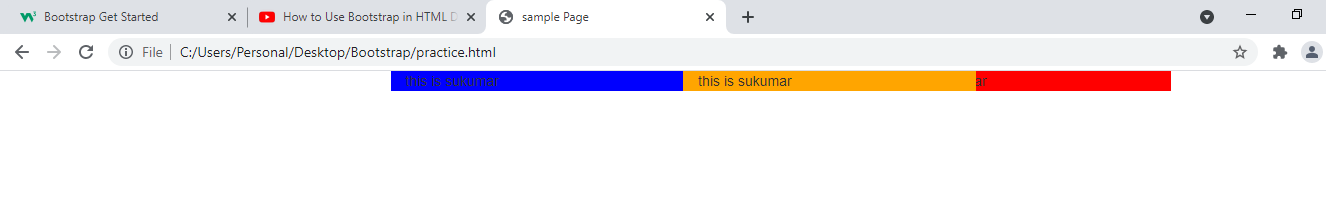 Bootstrap Get Started
How to Use Bootstrap in HTML D
sample Page
File
C:/Users/Personal/Desktop/Bootstrap/practice.html
this is sukumar
this is sukumar
ar